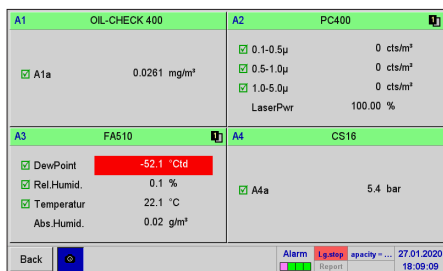 A1 OIL-CHECK 400
A1a 0.0261 mg/m³
A2 PC400 1
0.1-0.5µ 0 cts/m³
0.5-1.0µ 0 cts/m³
1.0-5.0µ 0 cts/m³
LaserPwr 100.00 %
A3 FA510 1
DewPoint -52.1 °Ctd
Rel.Humid. 0.1 %
Temperatur 22.1 °C
Abs.Humid. 0.02 g/m³
A4 CS16
A4a 5.4 bar
Back Alarm Lg.stop apacity = ... 27.01.2020
Report 18:09:09